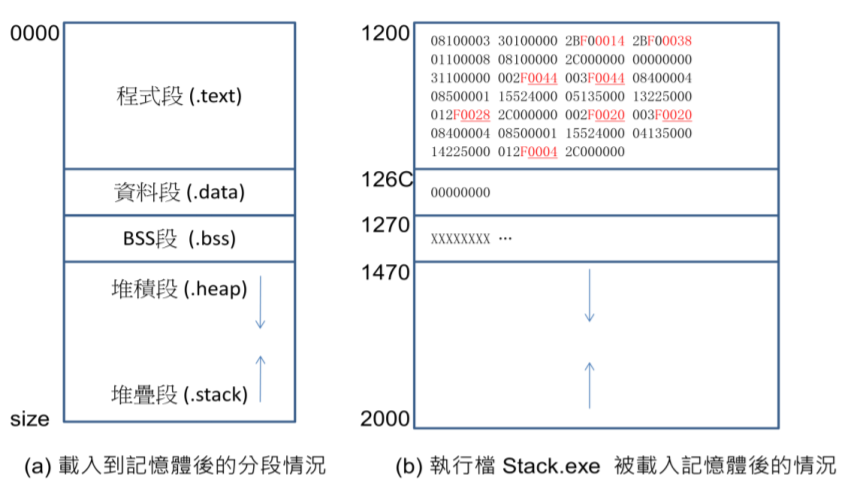 0000
程式段 (.text)
資料段 (.data)
BSS段 (.bss)
堆積段 (.heap)
堆疊段 (.stack)
size
(a) 載入到記憶體後的分段情況
1200
08100003 30100000 2BF00014 2BF00038
01100008 08100000 2C000000 00000000
31100000 002F0044 003F0044 08400004
08500001 15524000 05135000 13225000
012F0028 2C000000 002F0020 003F0020
08400004 08500001 15524000 04135000
14225000 012F0004 2C000000
126C
00000000
1270
XXXXXXXX …
1470
2000
(b) 執行檔 Stack.exe 被載入記憶體後的情況